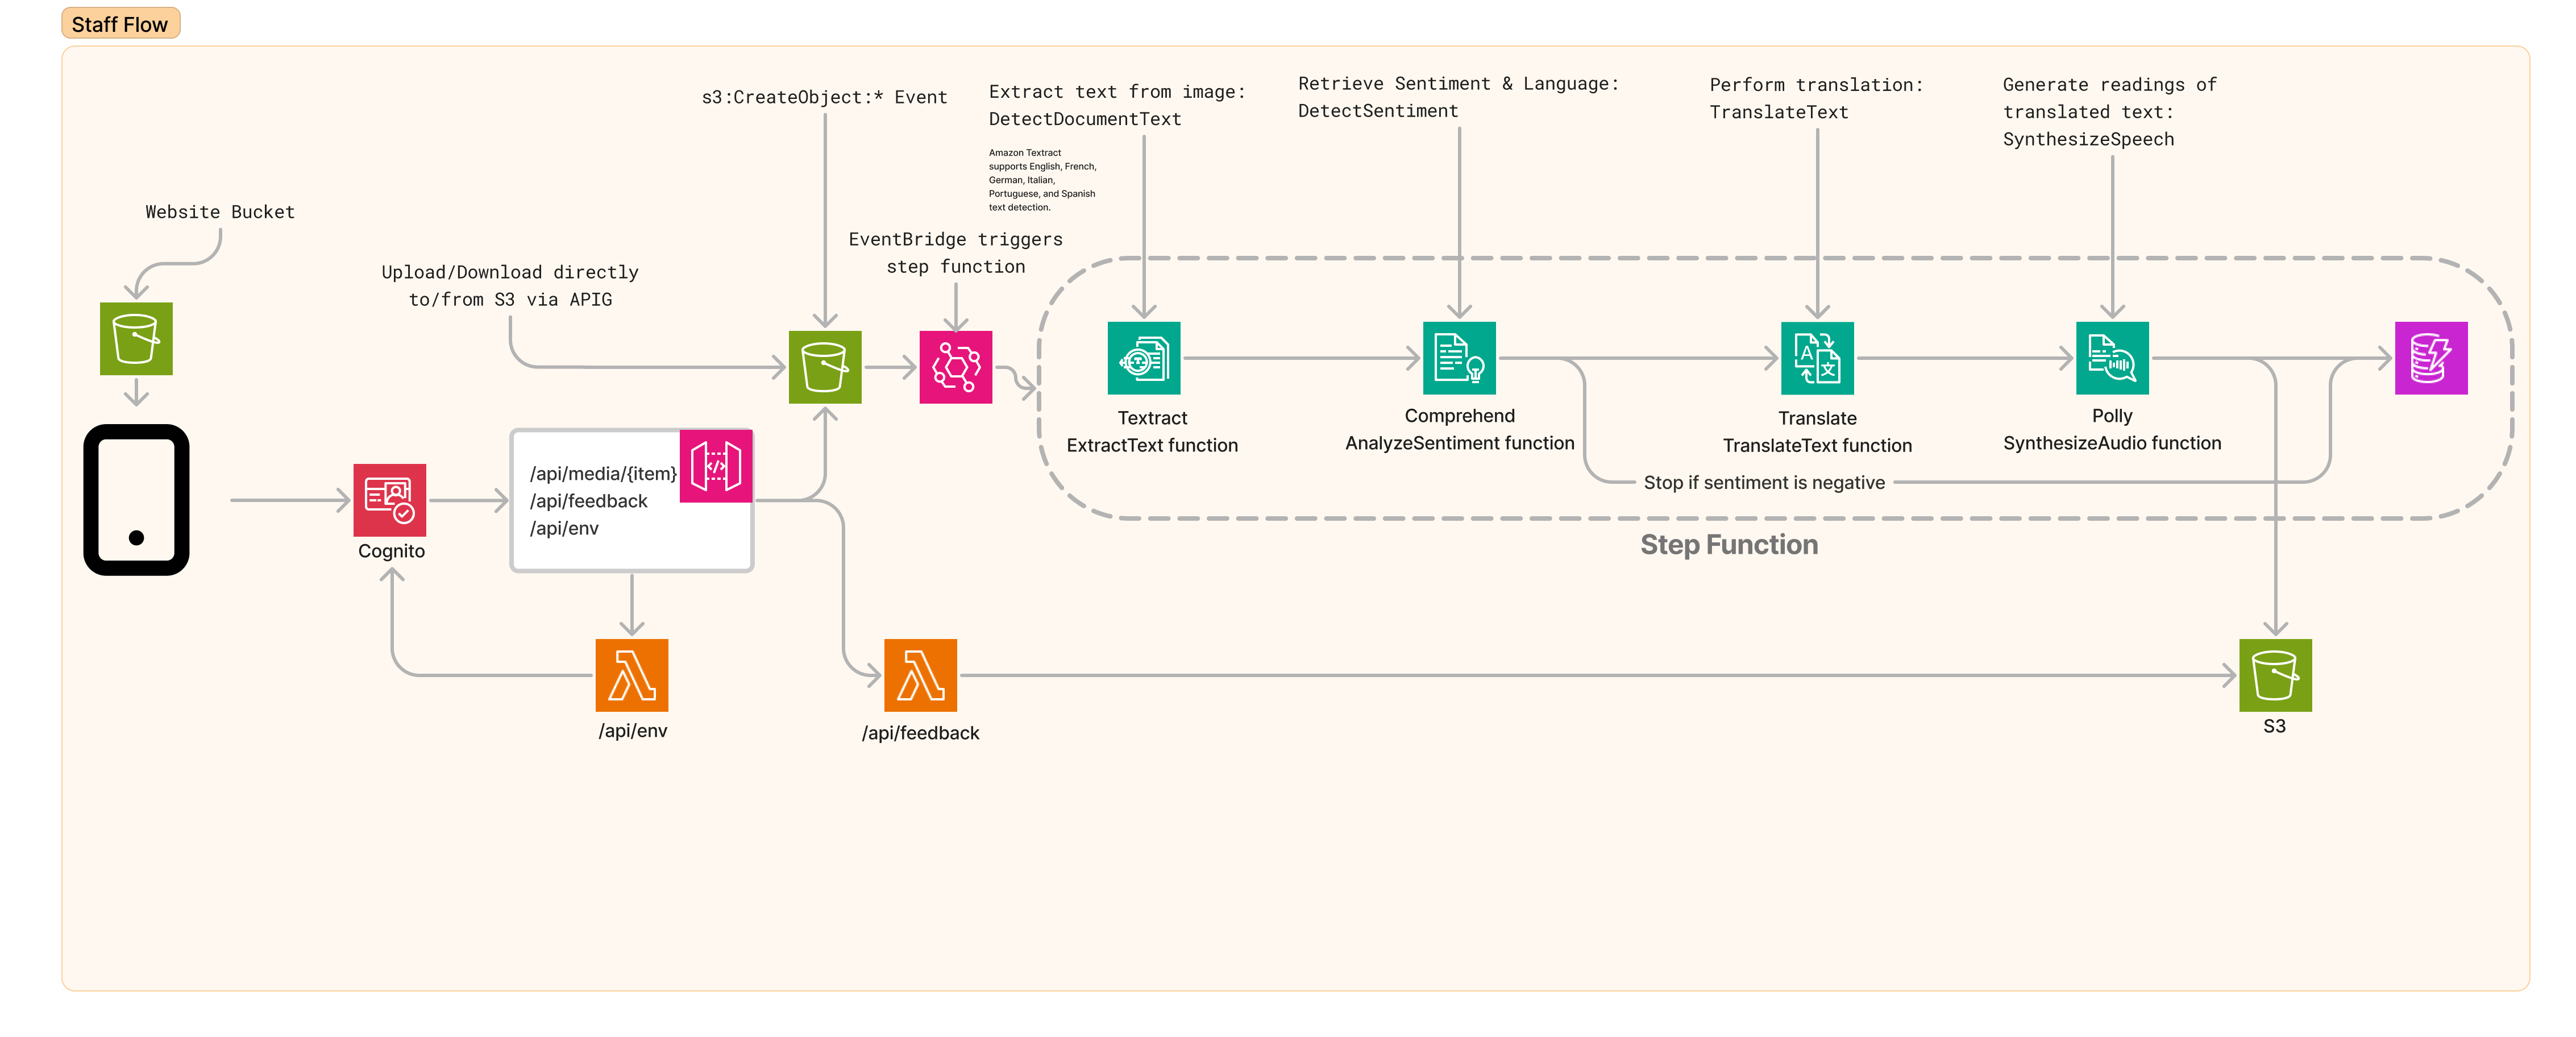 Staff Flow
s3:CreateObject:* Event
Extract text from image:
DetectDocumentText
Amazon Textract
supports English, French,
German, Italian,
Portuguese, and Spanish
text detection.
Retrieve Sentiment & Language:
DetectSentiment
Perform translation:
TranslateText
Generate readings of
translated text:
SynthesizeSpeech
Website Bucket
Upload/Download directly
to/from S3 via APIG
EventBridge triggers
step function
Textract
ExtractText function
Comprehend
AnalyzeSentiment function
Translate
TranslateText function
Polly
SynthesizeAudio function
Stop if sentiment is negative
Step Function
Cognito
/api/media/{item}
/api/feedback
/api/env
/api/env
/api/feedback
S3